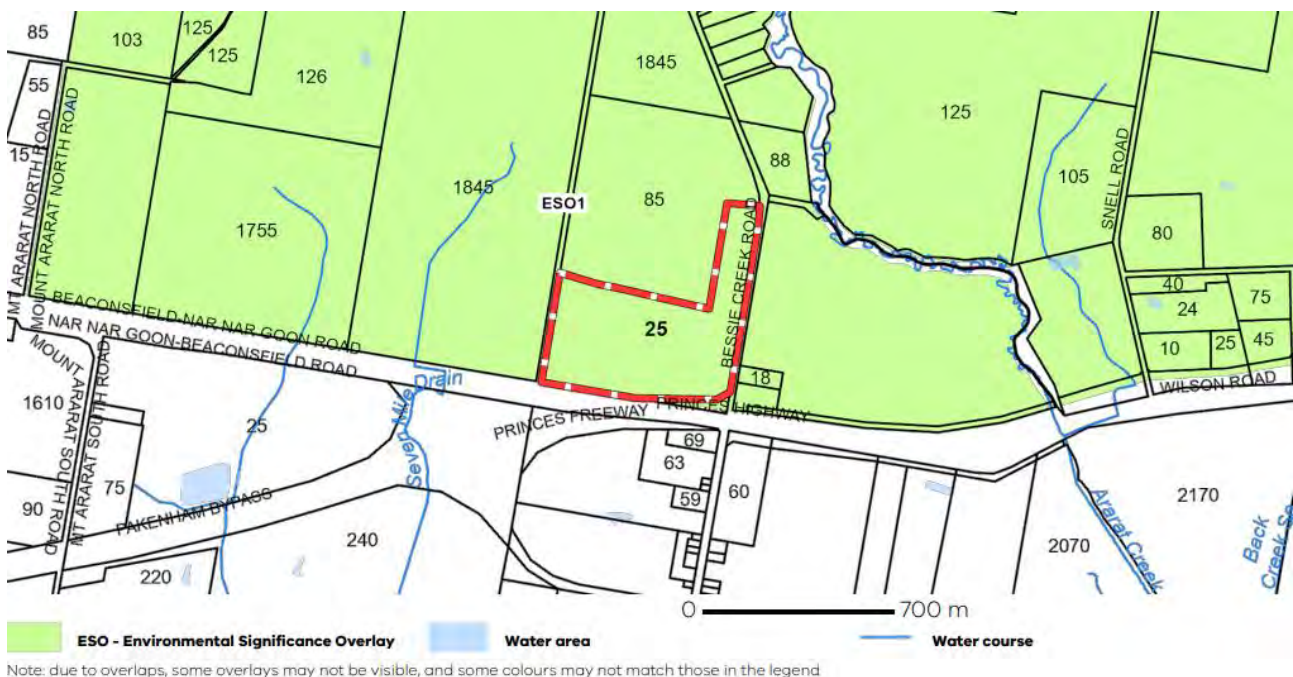 85
103
125
125
126
1845
125
55
MT ARARAT NORTH ROAD
MOUNT ARARAT NORTH ROAD
15
88
105
SNELL ROAD
1845
ESO1
85
1755
80
BESSIE CREEK ROAD
BEACONSFIELD-NAR NAR GOON ROAD
NAR NAR GOON-BEACONSFIELD ROAD
25
40
24
75
10
25
45
18
WILSON ROAD
MOUNT ARARAT SOUTH ROAD
MT ARARAT SOUTH ROAD
Seven Mile Drain
PRINCES FREEWAY
PRINCES HIGHWAY
1610
25
69
63
59
60
75
90
PAKENHAM BYPASS
240
220
2170
2070
Ararat Creek
Back
Creek
0 700 m
ESO - Environmental Significance Overlay
Water area
Water course
Note: due to overlaps, some overlays may not be visible, and some colours may not match those in the legend